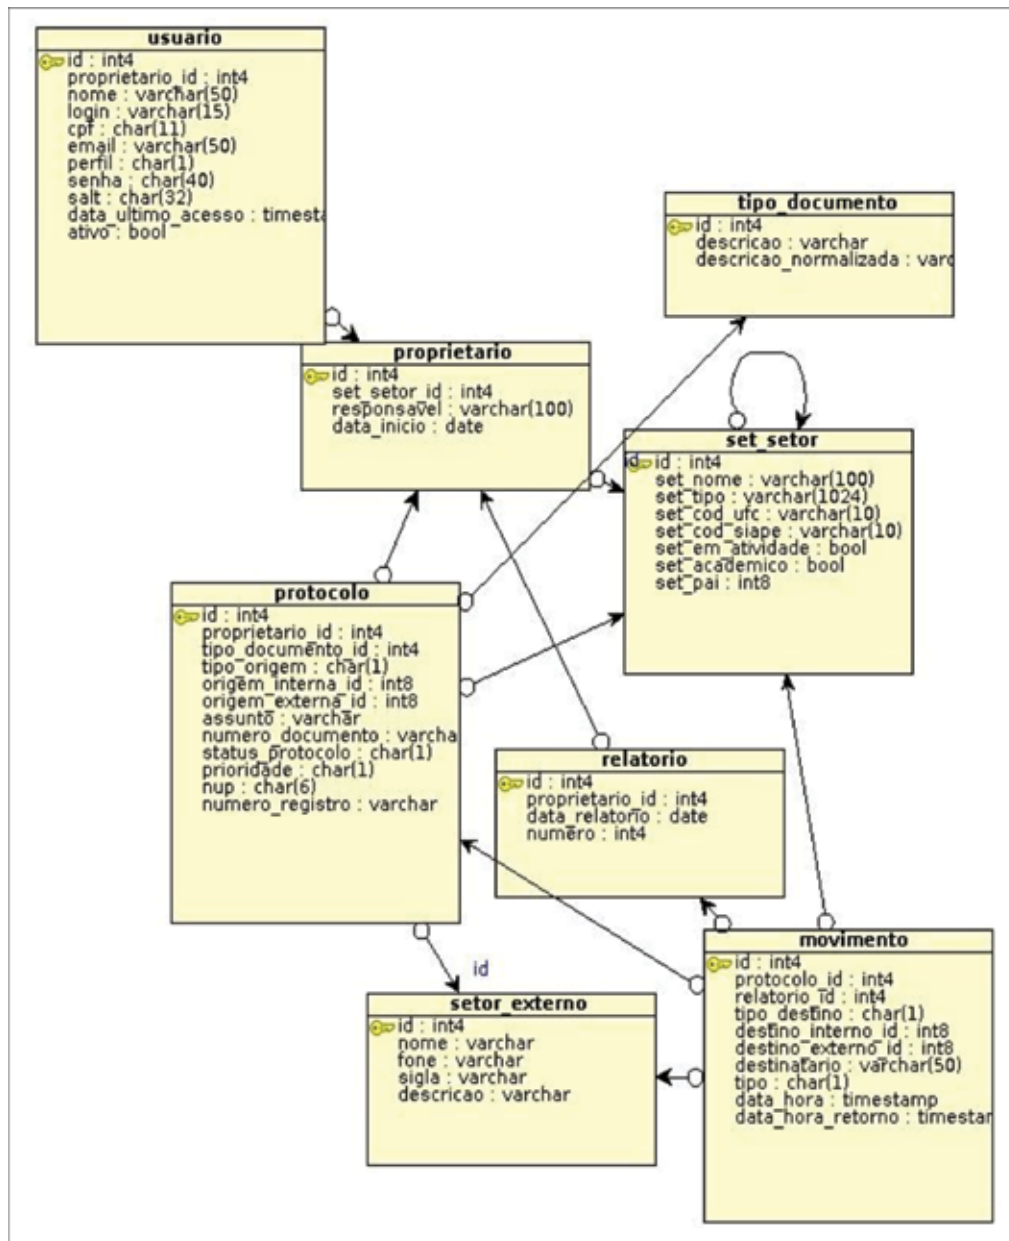 usuario
id : int4
proprietario_id : int4
nome : varchar(50)
login : varchar(15)
cpf : char(11)
email : varchar(50)
perfil : char(1)
senha : char(40)
salt : char(32)
data_ultimo_acesso : timesta
ativo : bool
tipo_documento
id : int4
descricao : varchar
descricao_normalizada : varc
proprietario
id : int4
set_setor_id : int4
responsavel : varchar(100)
data_inicio : date
set_setor
id
id : int4
set_nome : varchar(100)
set_tipo : varchar(1024)
set_cod_ufc : varchar(10)
set_cod_siape : varchar(10)
set_em_atividade : bool
set_academico : bool
set_pai : int8
protocolo
id : int4
proprietario_id : int4
tipo_documento_id : int4
tipo_origem : char(1)
origem_interna_id : int8
origem_externa_id : int8
assunto : varchar
numero_documento : varcha
status_protocolo : char(1)
prioridade : char(1)
nup : char(6)
numero_registro : varchar
relatorio
id : int4
proprietario_id : int4
data_relatorio : date
numero : int4
movimento
id : int4
protocolo_id : int4
relatorio_id : int4
tipo_destino : char(1)
destino_interno_id : int8
destino_externo_id : int8
destinatario : varchar(50)
tipo : char(1)
data_hora : timestamp
data_hora_retorno : timestar
id
setor_externo
id : int4
nome : varchar
fone : varchar
sigla : varchar
descricao : varchar